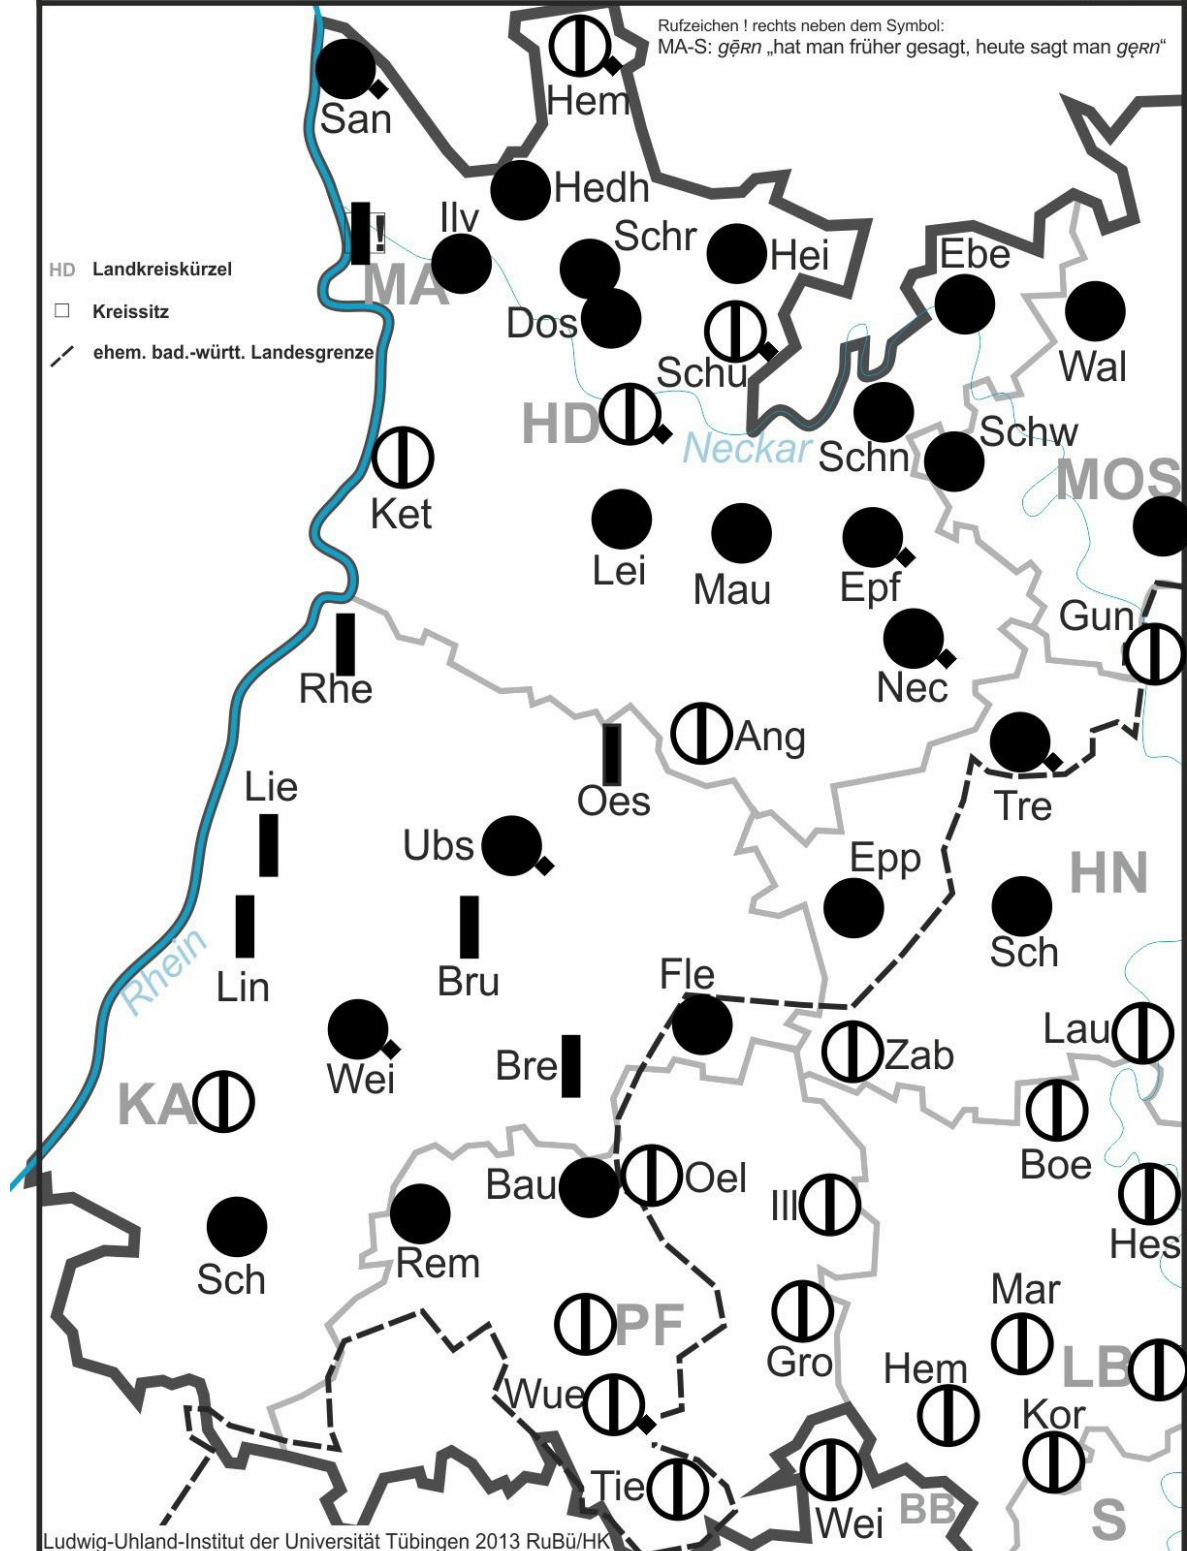 Rufzeichen ! rechts neben dem Symbol:
MA-S: gę̄ʀn „hat man früher gesagt, heute sagt man gęʀn“
Hem
San
Hedh
Ilv
Schr
Hei
Ebe
!
HD Landkreiskürzel
MA
Kreissitz
Dos
Wal
ehem. bad.-württ. Landesgrenze
Schu
HD
Neckar
Schn
Schw
MOS
Ket
Lei
Mau
Epf
Gun
Rhe
Nec
Ang
Lie
Oes
Tre
Ubs
Epp
HN
Rhein
Lin
Bru
Fle
Sch
Lau
Bre
Zab
Wei
KA
Boe
Bau
Oel
Ill
Hes
Sch
Rem
Mar
PF
Gro
Hem
LB
Wue
Kor
Tie
Wei
BB
S
Ludwig-Uhland-Institut der Universität Tübingen 2013 RuBü/HK